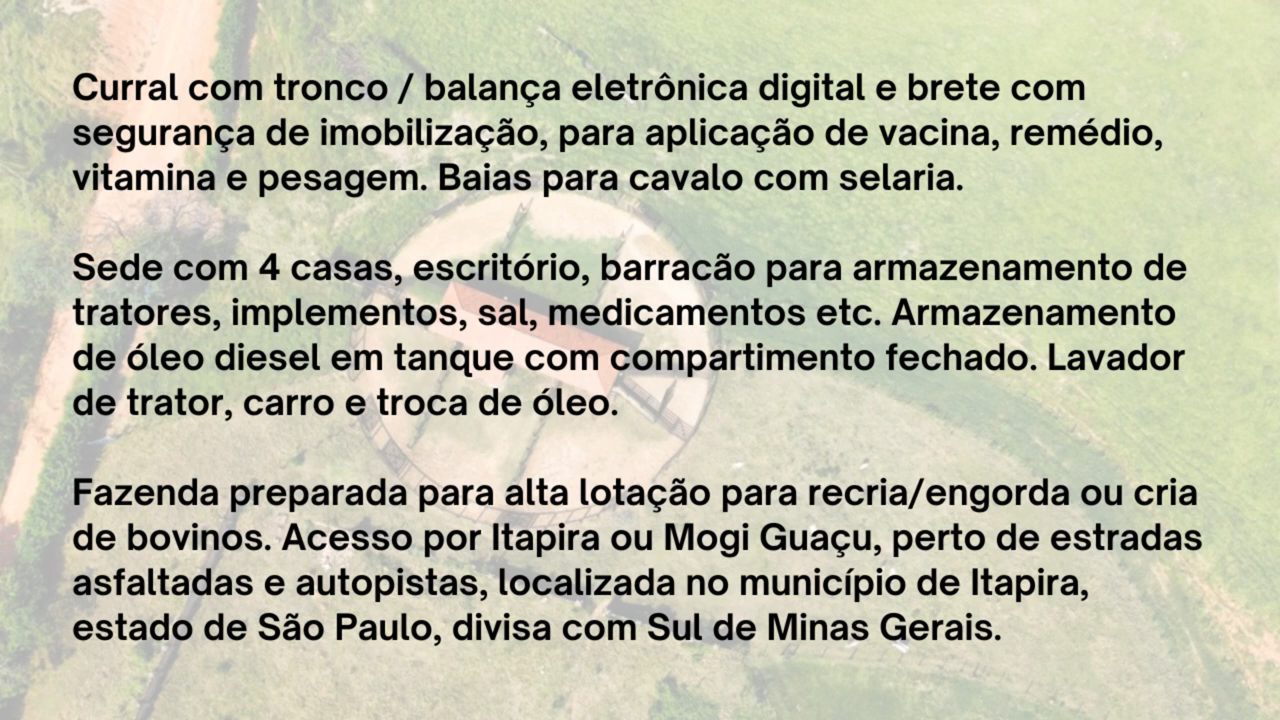 Curral com tronco / balança eletrônica digital e brete com
segurança de imobilização, para aplicação de vacina, remédio,
vitamina e pesagem. Baias para cavalo com selaria.
Sede com 4 casas, escritório, barracão para armazenamento de
tratores, implementos, sal, medicamentos etc. Armazenamento
de óleo diesel em tanque com compartimento fechado. Lavador
de trator, carro e troca de óleo.
Fazenda preparada para alta lotação para recria/engorda ou cria
de bovinos. Acesso por Itapira ou Mogi Guaçu, perto de estradas
asfaltadas e autopistas, localizada no município de Itapira,
estado de São Paulo, divisa com Sul de Minas Gerais.